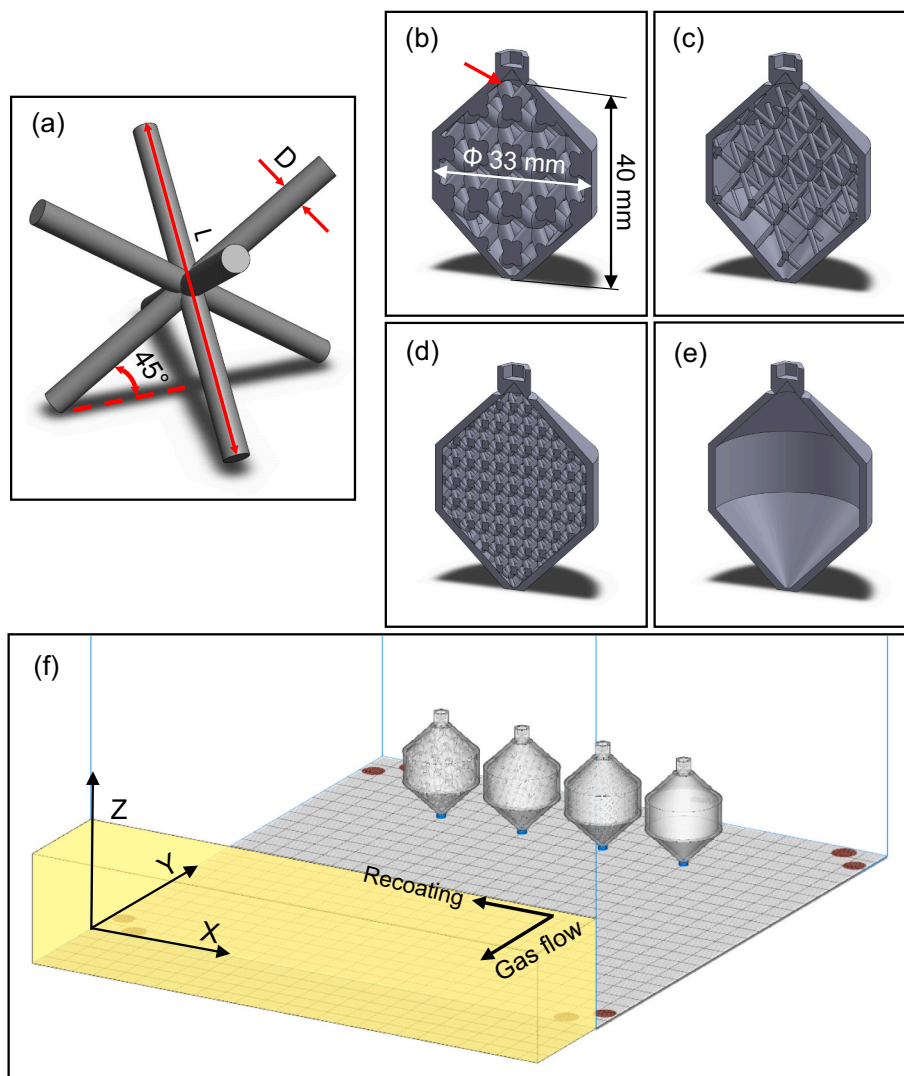 (a)
D
L
45°
(b)
Φ 33 mm
40 mm
(c)
(d)
(e)
(f)
Z
Y
X
Recoating
Gas flow